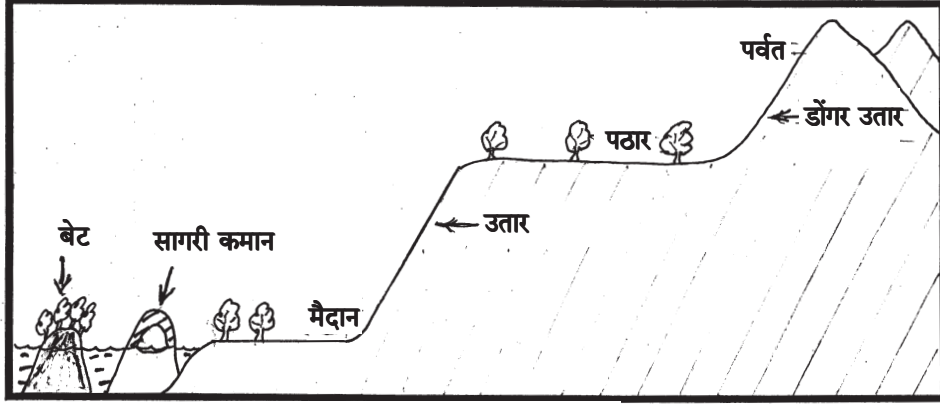 पर्वत
डोंगर उतार
पठार
उतार
बेट
सागरी कमान
मैदान